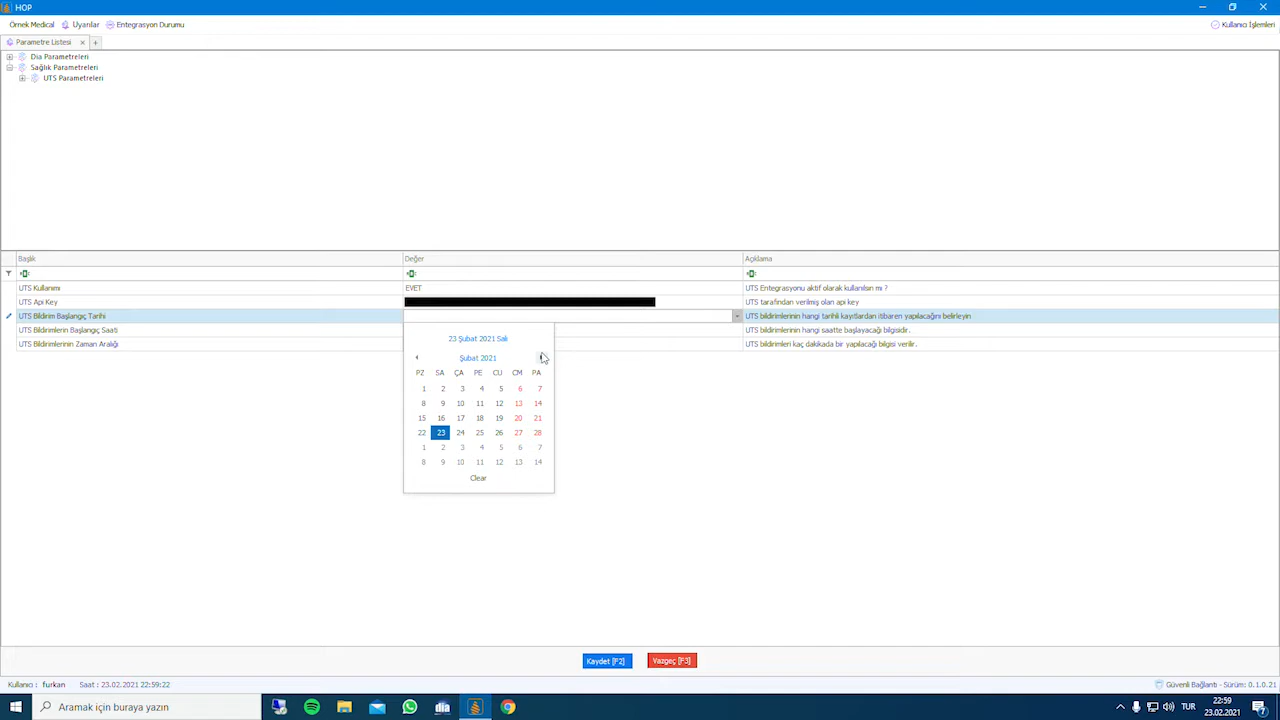 HOP
Örnek Medical Uyarılar Entegrasyon Durumu Kullanıcı İşlemleri
Parametre Listesi
Dia Parametreleri
Sağlık Parametreleri
UTS Parametreleri
Başlık Değer Açıklama
UTS Kullanımı EVET UTS Entegrasyonu aktif olarak kullanılsın mı ?
UTS Api Key UTS tarafından verilmiş olan api key
UTS Bildirim Başlangıç Tarihi UTS bildirimlerinin hangi tarihli kayıtlardan itibaren yapılacağını belirleyin
UTS Bildirimlerin Başlangıç Saati UTS bildirimlerinin hangi saatte başlayacağı bilgisidir.
UTS Bildirimlerinin Zaman Aralığı UTS bildirimleri kaç dakikada bir yapılacağı bilgisi verilir.
23 Şubat 2021 Salı
Şubat 2021
PZ SA ÇA PE CU CM PA
1 2 3 4 5 6 7
8 9 10 11 12 13 14
15 16 17 18 19 20 21
22 23 24 25 26 27 28
1 2 3 4 5 6 7
8 9 10 11 12 13 14
Clear
Kaydet [F2] Vazgeç [F3]
Kullanıcı : furkan Saat : 23.02.2021 22:59:22 Güvenli Bağlantı - Sürüm: 0.1.0.21
Aramak için buraya yazın TUR 22:59
23.02.2021